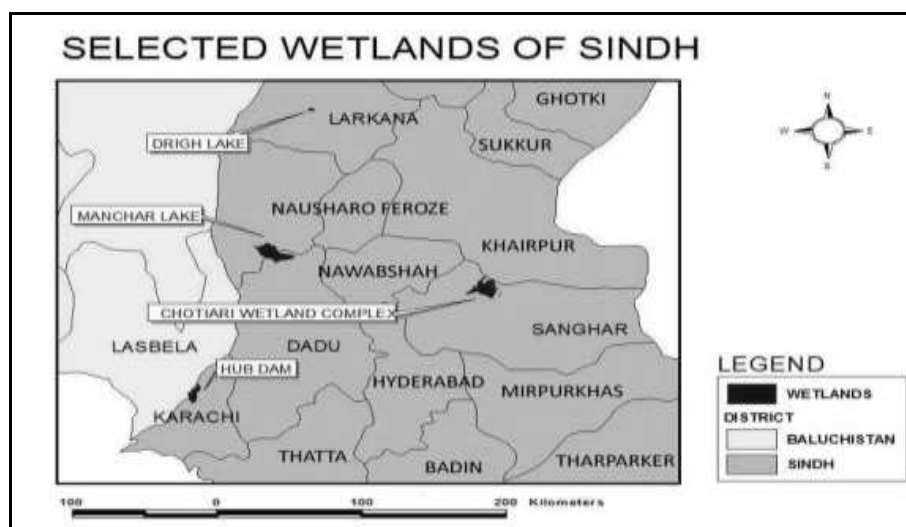 SELECTED WETLANDS OF SINDH
GHOTKI
LARKANA
DRIGH LAKE
SUKKUR
N
W E
S
NAUSHARO FEROZE
MANCHAR LAKE
KHAIRPUR
NAWABSHAH
CHOTIARI WETLAND COMPLEX
SANGHAR
LASBELA
DADU
HUB DAM
HYDERABAD
MIRPURKHAS
KARACHI
THATTA
BADIN
THARPARKER
LEGEND
WETLANDS
DISTRICT
BALUCHISTAN
SINDH
100 0 100 200 Kilometers